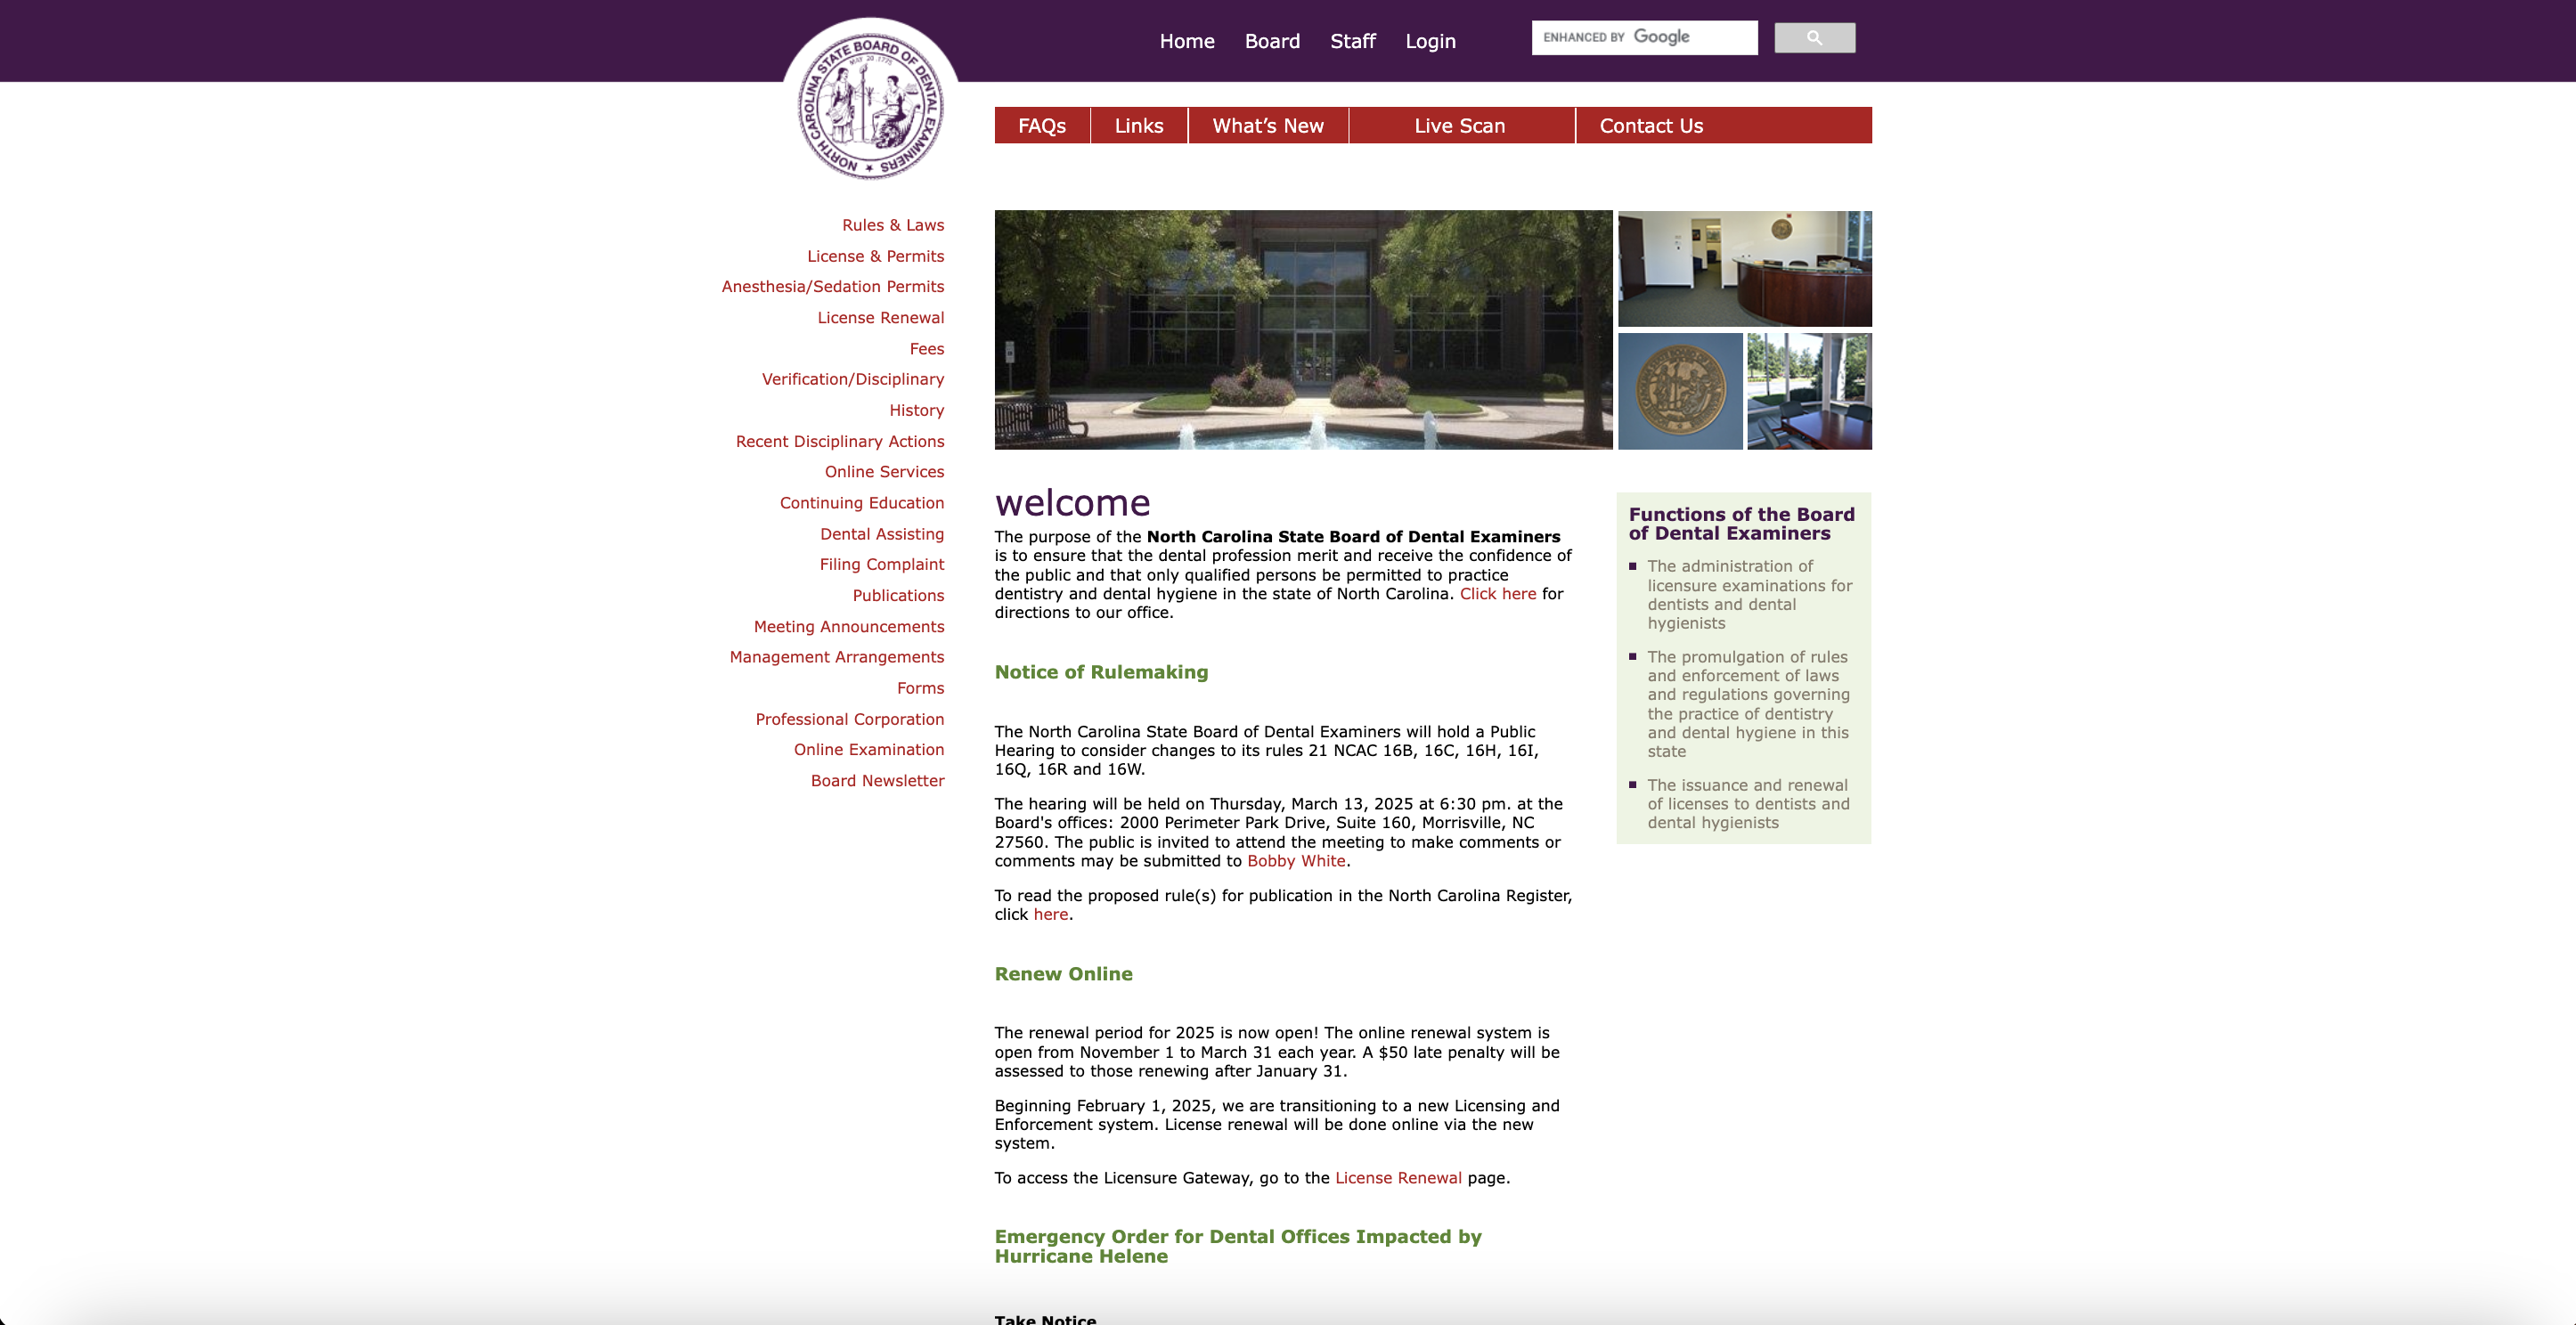 Home Board Staff Login ENHANCED BY Google
NORTH CAROLINA STATE BOARD OF DENTAL EXAMINERS
MAY 20 1775
FAQs Links What’s New Live Scan Contact Us
Rules & Laws
License & Permits
Anesthesia/Sedation Permits
License Renewal
Fees
Verification/Disciplinary
History
Recent Disciplinary Actions
Online Services
Continuing Education
Dental Assisting
Filing Complaint
Publications
Meeting Announcements
Management Arrangements
Forms
Professional Corporation
Online Examination
Board Newsletter
welcome
The purpose of the North Carolina State Board of Dental Examiners
is to ensure that the dental profession merit and receive the confidence of
the public and that only qualified persons be permitted to practice
dentistry and dental hygiene in the state of North Carolina. Click here for
directions to our office.
Notice of Rulemaking
The North Carolina State Board of Dental Examiners will hold a Public
Hearing to consider changes to its rules 21 NCAC 16B, 16C, 16H, 16I,
16Q, 16R and 16W.
The hearing will be held on Thursday, March 13, 2025 at 6:30 pm. at the
Board's offices: 2000 Perimeter Park Drive, Suite 160, Morrisville, NC
27560. The public is invited to attend the meeting to make comments or
comments may be submitted to Bobby White.
To read the proposed rule(s) for publication in the North Carolina Register,
click here.
Renew Online
The renewal period for 2025 is now open! The online renewal system is
open from November 1 to March 31 each year. A $50 late penalty will be
assessed to those renewing after January 31.
Beginning February 1, 2025, we are transitioning to a new Licensing and
Enforcement system. License renewal will be done online via the new
system.
To access the Licensure Gateway, go to the License Renewal page.
Emergency Order for Dental Offices Impacted by
Hurricane Helene
Take Notice
Functions of the Board
of Dental Examiners
The administration of
licensure examinations for
dentists and dental
hygienists
The promulgation of rules
and enforcement of laws
and regulations governing
the practice of dentistry
and dental hygiene in this
state
The issuance and renewal
of licenses to dentists and
dental hygienists